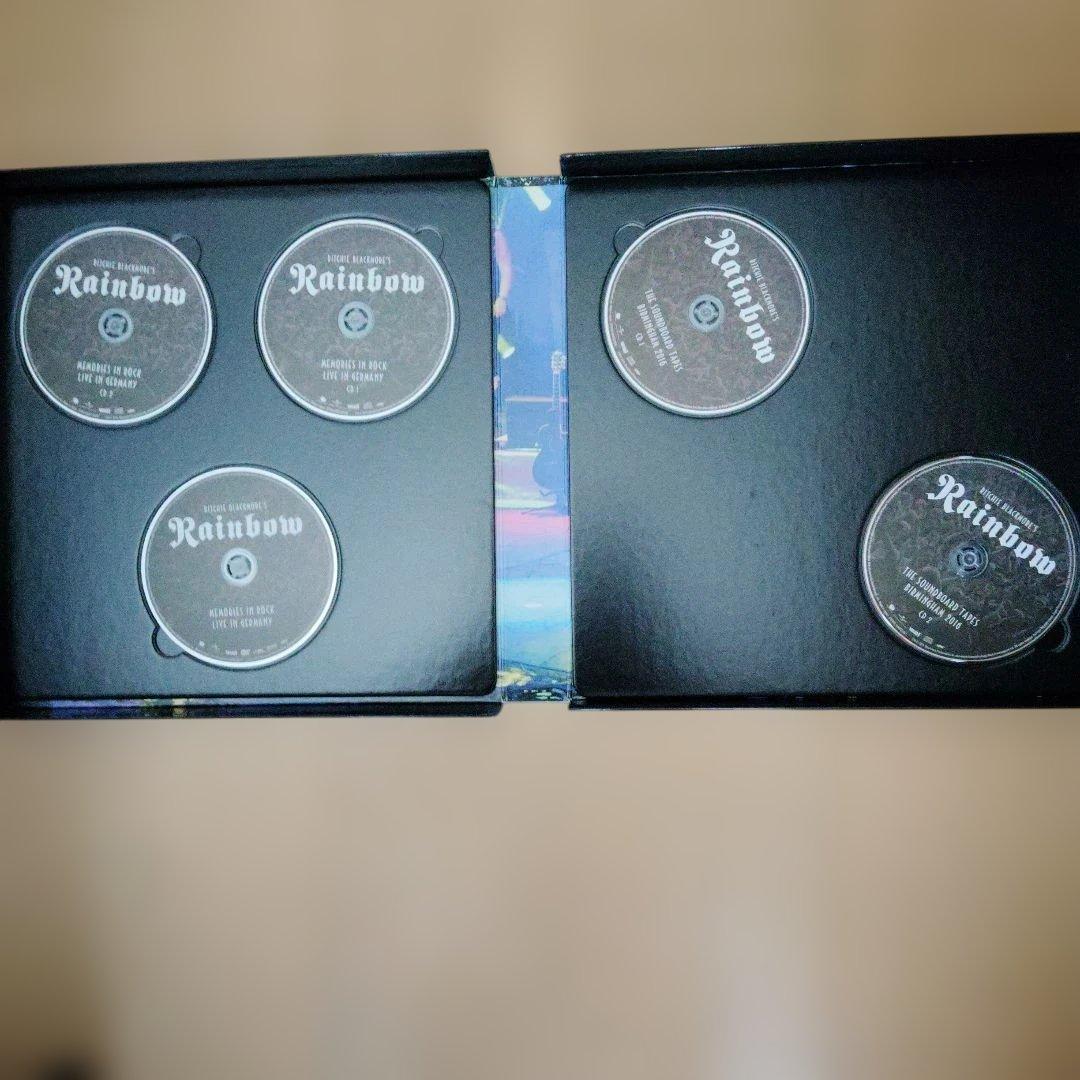 RITCHIE BLACKMORE'S
Rainbow
MEMORIES IN ROCK
LIVE IN GERMANY
CD 2
RITCHIE BLACKMORE'S
Rainbow
MEMORIES IN ROCK
LIVE IN GERMANY
CD 1
RITCHIE BLACKMORE'S
Rainbow
MEMORIES IN ROCK
LIVE IN GERMANY
RITCHIE BLACKMORE'S
Rainbow
THE SOUNDBOARD TAPES
BIRMINGHAM 2016
CD 1
RITCHIE BLACKMORE'S
Rainbow
THE SOUNDBOARD TAPES
BIRMINGHAM 2016
CD 2